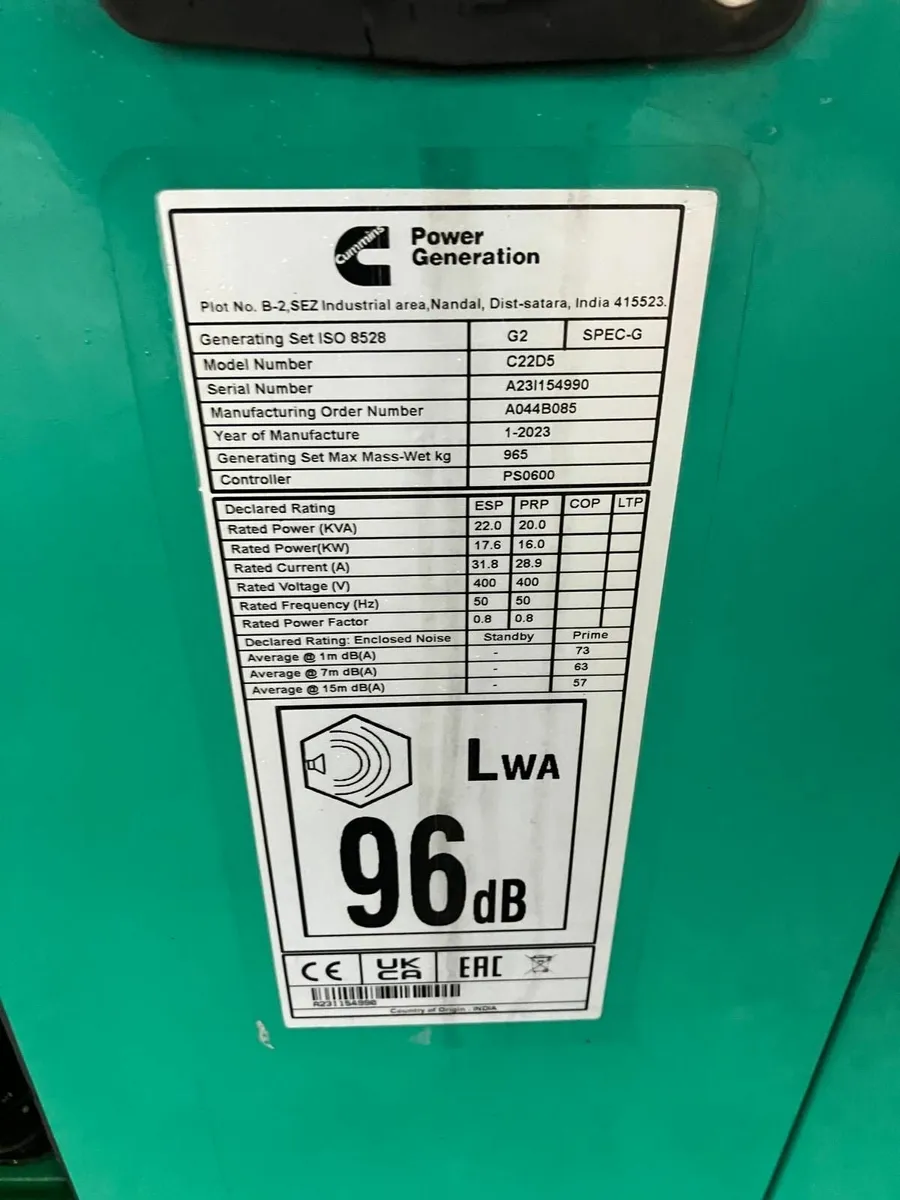 Cummins
Power
Generation
Plot No. B-2,SEZ Industrial area,Nandal, Dist-satara, India 415523.
Generating Set ISO 8528 G2 SPEC-G
Model Number C22D5
Serial Number A23I154990
Manufacturing Order Number A044B085
Year of Manufacture 1-2023
Generating Set Max Mass-Wet kg 965
Controller PS0600
Declared Rating ESP PRP COP LTP
Rated Power (KVA) 22.0 20.0
Rated Power(KW) 17.6 16.0
Rated Current (A) 31.8 28.9
Rated Voltage (V) 400 400
Rated Frequency (Hz) 50 50
Rated Power Factor 0.8 0.8
Declared Rating: Enclosed Noise Standby Prime
Average @ 1m dB(A) - 73
Average @ 7m dB(A) - 63
Average @ 15m dB(A) - 57
LWA
96 dB
CE UKCA EAC
A23I154990
Country of Origin - INDIA